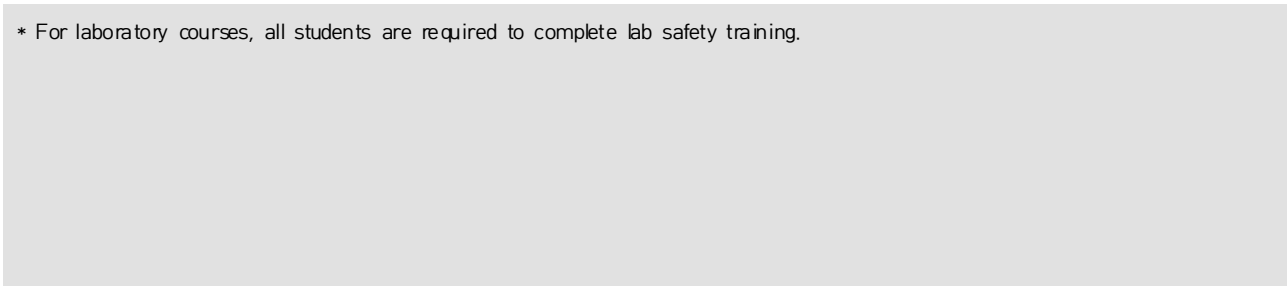 * For laboratory courses, all students are required to complete lab safety training.